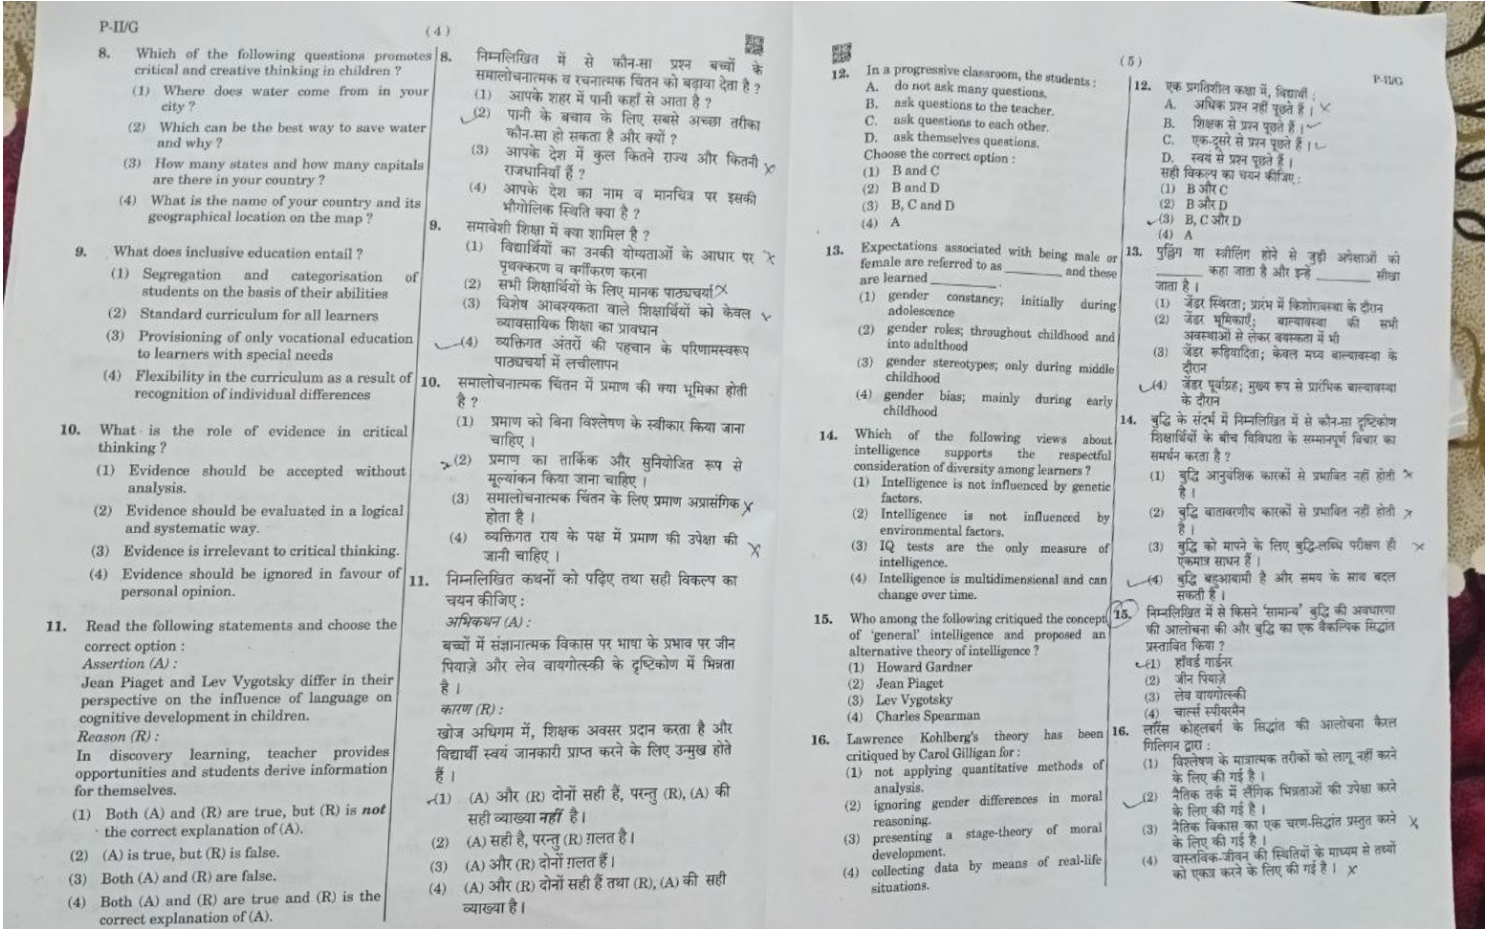 P-II/G
(4)
8. Which of the following questions promotes
critical and creative thinking in children ?
(1) Where does water come from in your
city ?
(2) Which can be the best way to save water
and why ?
(3) How many states and how many capitals
are there in your country ?
(4) What is the name of your country and its
geographical location on the map ?
9. What does inclusive education entail ?
(1) Segregation and categorisation of
students on the basis of their abilities
(2) Standard curriculum for all learners
(3) Provisioning of only vocational education
to learners with special needs
(4) Flexibility in the curriculum as a result of
recognition of individual differences
10. What is the role of evidence in critical
thinking ?
(1) Evidence should be accepted without
analysis.
(2) Evidence should be evaluated in a logical
and systematic way.
(3) Evidence is irrelevant to critical thinking.
(4) Evidence should be ignored in favour of
personal opinion.
11. Read the following statements and choose the
correct option :
Assertion (A) :
Jean Piaget and Lev Vygotsky differ in their
perspective on the influence of language on
cognitive development in children.
Reason (R) :
In discovery learning, teacher provides
opportunities and students derive information
for themselves.
(1) Both (A) and (R) are true, but (R) is not
the correct explanation of (A).
(2) (A) is true, but (R) is false.
(3) Both (A) and (R) are false.
(4) Both (A) and (R) are true and (R) is the
correct explanation of (A).
8. निम्नलिखित में से कौन-सा प्रश्न बच्चों के
समालोचनात्मक व रचनात्मक चिंतन को बढ़ावा देता है ?
(1) आपके शहर में पानी कहाँ से आता है ?
(2) पानी के बचाव के लिए सबसे अच्छा तरीका
कौन-सा हो सकता है और क्यों ?
(3) आपके देश में कुल कितने राज्य और कितनी
राजधानियाँ हैं ?
(4) आपके देश का नाम व मानचित्र पर इसकी
भौगोलिक स्थिति क्या है ?
9. समावेशी शिक्षा में क्या शामिल है ?
(1) विद्यार्थियों का उनकी योग्यताओं के आधार पर
पृथक्करण व वर्गीकरण करना
(2) सभी शिक्षार्थियों के लिए मानक पाठ्यचर्या
(3) विशेष आवश्यकता वाले शिक्षार्थियों को केवल
व्यावसायिक शिक्षा का प्रावधान
(4) व्यक्तिगत अंतरों की पहचान के परिणामस्वरूप
पाठ्यचर्या में लचीलापन
10. समालोचनात्मक चिंतन में प्रमाण की क्या भूमिका होती
है ?
(1) प्रमाण को बिना विश्लेषण के स्वीकार किया जाना
चाहिए ।
(2) प्रमाण का तार्किक और सुनियोजित रूप से
मूल्यांकन किया जाना चाहिए ।
(3) समालोचनात्मक चिंतन के लिए प्रमाण अप्रासंगिक
होता है ।
(4) व्यक्तिगत राय के पक्ष में प्रमाण की उपेक्षा की
जानी चाहिए ।
11. निम्नलिखित कथनों को पढ़िए तथा सही विकल्प का
चयन कीजिए :
अभिकथन (A) :
बच्चों में संज्ञानात्मक विकास पर भाषा के प्रभाव पर जीन
पियाज़े और लेव वायगोत्स्की के दृष्टिकोण में भिन्नता
है ।
कारण (R) :
खोज अधिगम में, शिक्षक अवसर प्रदान करता है और
विद्यार्थी स्वयं जानकारी प्राप्त करने के लिए उन्मुख होते
हैं ।
(1) (A) और (R) दोनों सही हैं, परन्तु (R), (A) की
सही व्याख्या नहीं है ।
(2) (A) सही है, परन्तु (R) ग़लत है ।
(3) (A) और (R) दोनों ग़लत हैं ।
(4) (A) और (R) दोनों सही हैं तथा (R), (A) की सही
व्याख्या है ।
(5)
P-II/G
12. In a progressive classroom, the students :
A. do not ask many questions.
B. ask questions to the teacher.
C. ask questions to each other.
D. ask themselves questions.
Choose the correct option :
(1) B and C
(2) B and D
(3) B, C and D
(4) A
13. Expectations associated with being male or
female are referred to as ________ and these
are learned ________.
(1) gender constancy; initially during
adolescence
(2) gender roles; throughout childhood and
into adulthood
(3) gender stereotypes; only during middle
childhood
(4) gender bias; mainly during early
childhood
14. Which of the following views about
intelligence supports the respectful
consideration of diversity among learners ?
(1) Intelligence is not influenced by genetic
factors.
(2) Intelligence is not influenced by
environmental factors.
(3) IQ tests are the only measure of
intelligence.
(4) Intelligence is multidimensional and can
change over time.
15. Who among the following critiqued the concept
of 'general' intelligence and proposed an
alternative theory of intelligence ?
(1) Howard Gardner
(2) Jean Piaget
(3) Lev Vygotsky
(4) Charles Spearman
16. Lawrence Kohlberg's theory has been
critiqued by Carol Gilligan for :
(1) not applying quantitative methods of
analysis.
(2) ignoring gender differences in moral
reasoning.
(3) presenting a stage-theory of moral
development.
(4) collecting data by means of real-life
situations.
12. एक प्रगतिशील कक्षा में, विद्यार्थी :
A. अधिक प्रश्न नहीं पूछते हैं ।
B. शिक्षक से प्रश्न पूछते हैं ।
C. एक-दूसरे से प्रश्न पूछते हैं ।
D. स्वयं से प्रश्न पूछते हैं ।
सही विकल्प का चयन कीजिए :
(1) B और C
(2) B और D
(3) B, C और D
(4) A
13. पुल्लिंग या स्त्रीलिंग होने से जुड़ी अपेक्षाओं को
________ कहा जाता है और इन्हें ________ सीखा
जाता है ।
(1) जेंडर स्थिरता; प्रारंभ में किशोरावस्था के दौरान
(2) जेंडर भूमिकाएँ; बाल्यावस्था की सभी
अवस्थाओं से लेकर वयस्कता में भी
(3) जेंडर रूढ़िवादिता; केवल मध्य बाल्यावस्था के
दौरान
(4) जेंडर पूर्वाग्रह; मुख्य रूप से प्रारंभिक बाल्यावस्था
के दौरान
14. बुद्धि के संदर्भ में निम्नलिखित में से कौन-सा दृष्टिकोण
शिक्षार्थियों के बीच विविधता के सम्मानपूर्ण विचार का
समर्थन करता है ?
(1) बुद्धि आनुवंशिक कारकों से प्रभावित नहीं होती
है ।
(2) बुद्धि वातावरणीय कारकों से प्रभावित नहीं होती
है ।
(3) बुद्धि को मापने के लिए बुद्धि-लब्धि परीक्षण ही
एकमात्र साधन हैं ।
(4) बुद्धि बहुआयामी है और समय के साथ बदल
सकती है ।
15. निम्नलिखित में से किसने 'सामान्य' बुद्धि की अवधारणा
की आलोचना की और बुद्धि का एक वैकल्पिक सिद्धांत
प्रस्तावित किया ?
(1) हॉवर्ड गार्डनर
(2) जीन पियाज़े
(3) लेव वायगोत्स्की
(4) चार्ल्स स्पीयरमैन
16. लॉरेंस कोहलबर्ग के सिद्धांत की आलोचना कैरल
गिलिगन द्वारा :
(1) विश्लेषण के मात्रात्मक तरीकों को लागू नहीं करने
के लिए की गई है ।
(2) नैतिक तर्क में लैंगिक भिन्नताओं की उपेक्षा करने
के लिए की गई है ।
(3) नैतिक विकास का एक चरण-सिद्धांत प्रस्तुत करने
के लिए की गई है ।
(4) वास्तविक-जीवन की स्थितियों के माध्यम से तथ्यों
को एकत्र करने के लिए की गई है ।